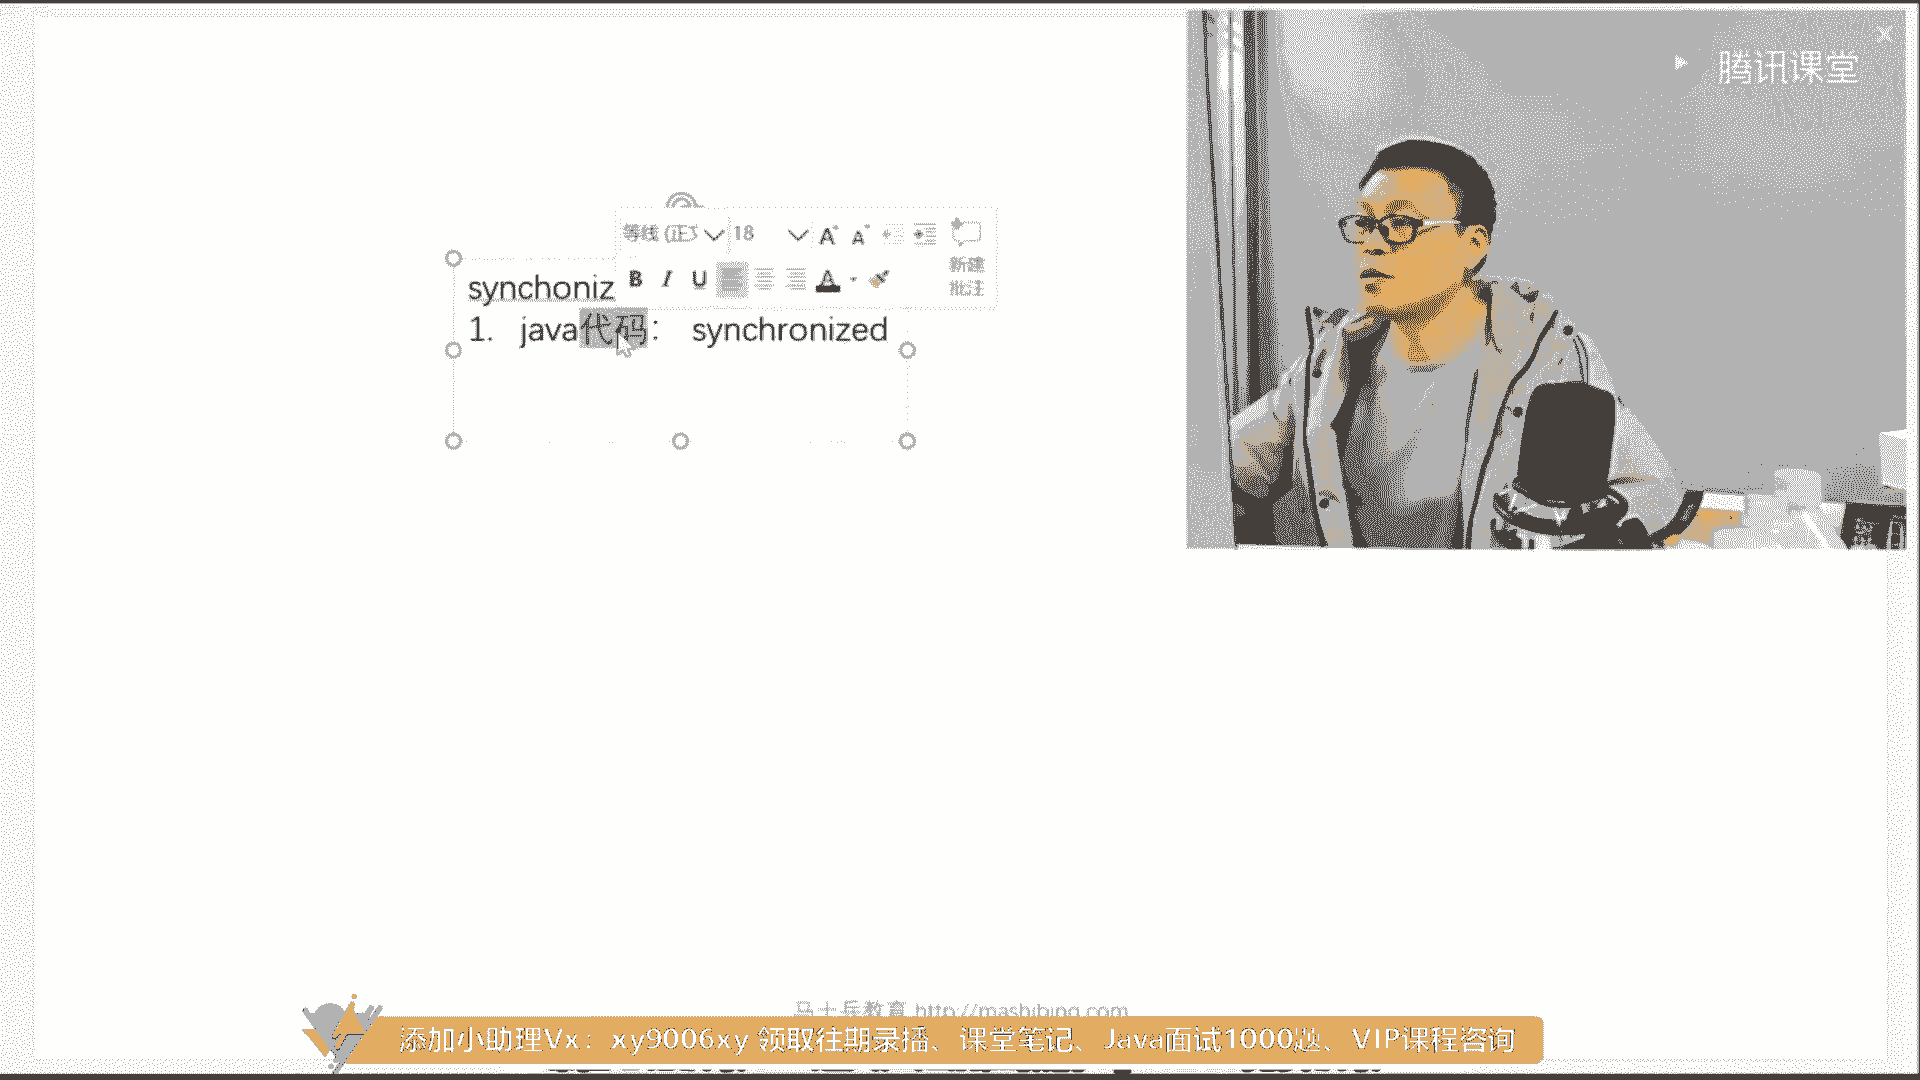 腾讯课堂
等线 (正文 18
新建
批注
B I U A
synchoniz
1. java代码： synchronized
马士兵教育 http://mashibing.com
添加小助理Vx：xy9006xy 领取往期录播、课堂笔记、Java面试1000题、VIP课程咨询